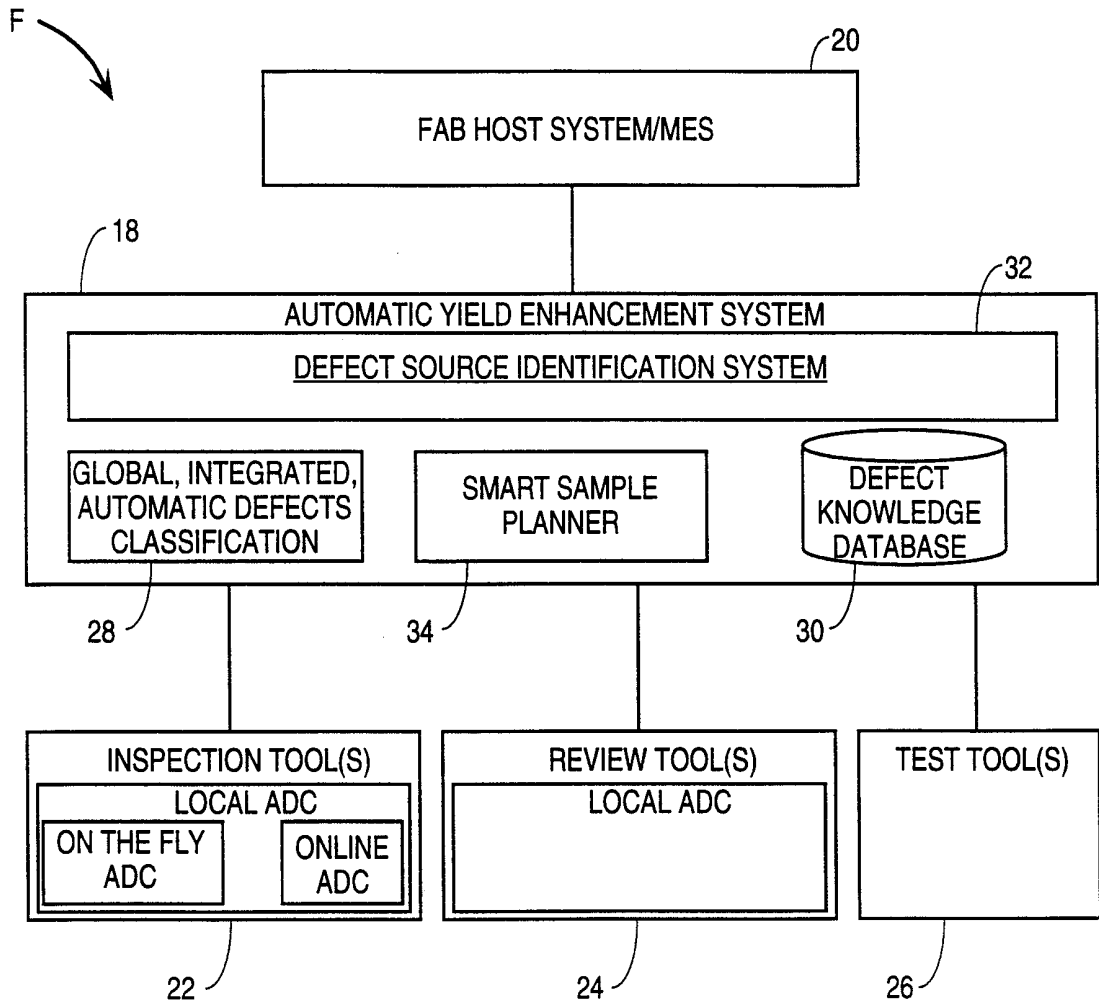 F
20
FAB HOST SYSTEM/MES
18
32
AUTOMATIC YIELD ENHANCEMENT SYSTEM
DEFECT SOURCE IDENTIFICATION SYSTEM
GLOBAL, INTEGRATED,
AUTOMATIC DEFECTS
CLASSIFICATION
SMART SAMPLE
PLANNER
DEFECT
KNOWLEDGE
DATABASE
28
34
30
INSPECTION TOOL(S)
LOCAL ADC
ON THE FLY
ADC
ONLINE
ADC
REVIEW TOOL(S)
LOCAL ADC
TEST TOOL(S)
22
24
26